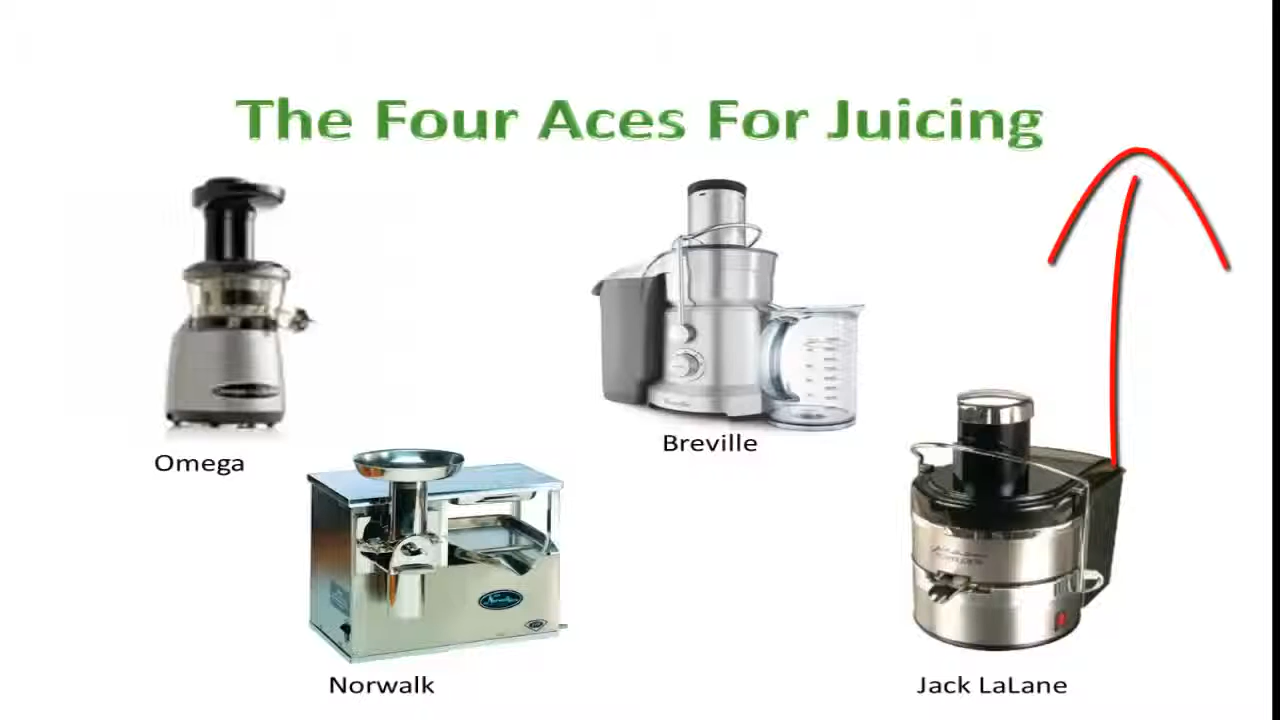 The Four Aces For Juicing
Breville
Omega
Norwalk
Jack LaLane